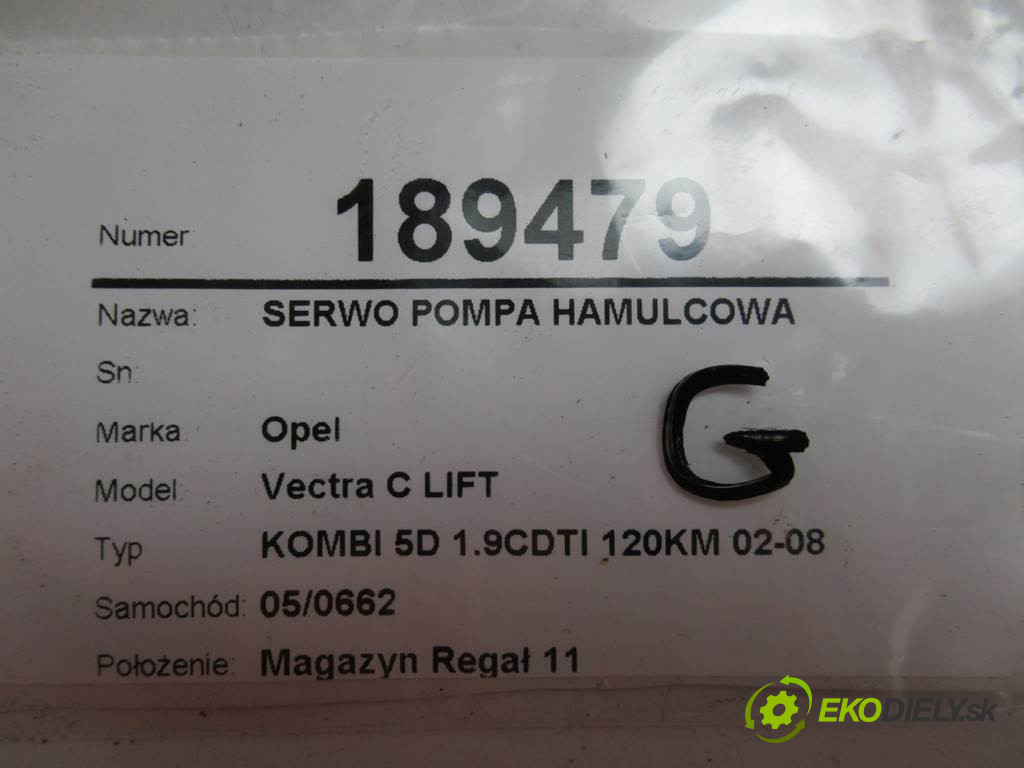 Numer 189479
Nazwa: SERWO POMPA HAMULCOWA
Sn:
Marka: Opel
Model: Vectra C LIFT
Typ KOMBI 5D 1.9CDTI 120KM 02-08
Samochód: 05/0662
Położenie: Magazyn Regał 11
G
EKODIELY.sk